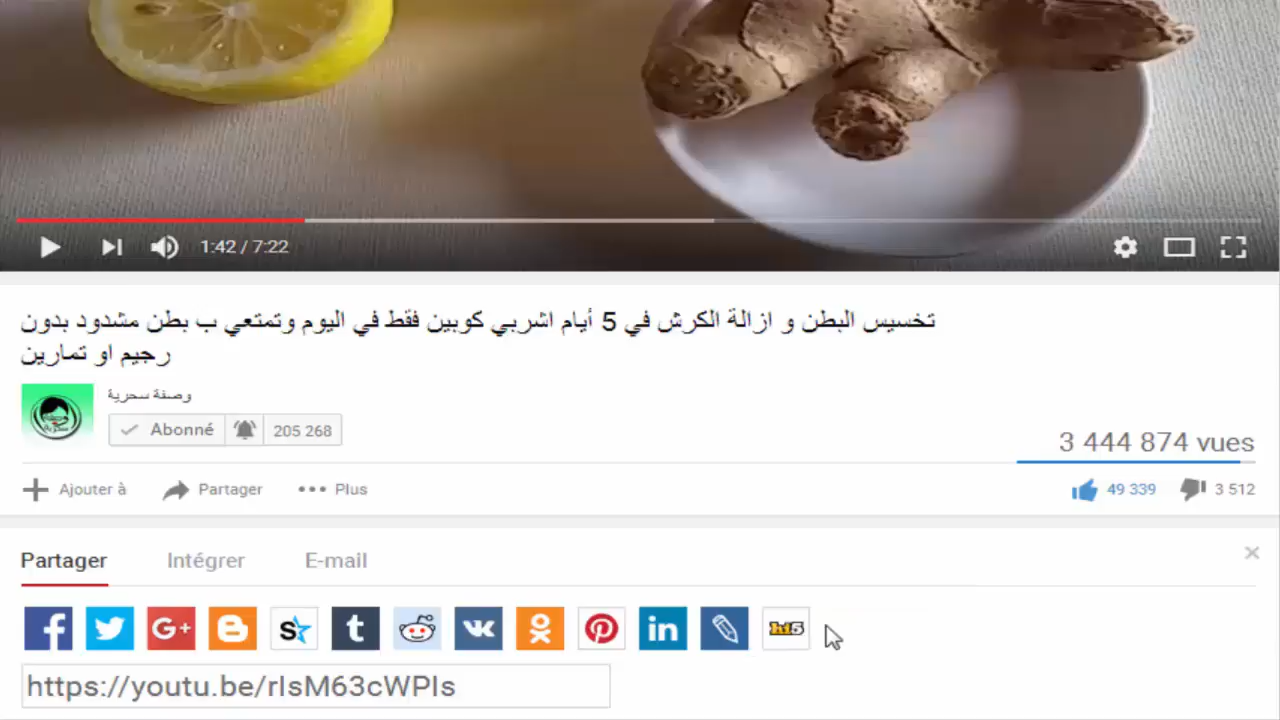 1:42 / 7:22
تخسيس البطن و ازالة الكرش في 5 أيام اشربي كوبين فقط في اليوم وتمتعي ب بطن مشدود بدون
رجيم او تمارين
وصفة سحرية
Abonné 205 268
3 444 874 vues
Ajouter à Partager Plus 49 339 3 512
Partager Intégrer E-mail
hi5
https://youtu.be/rIsM63cWPIs